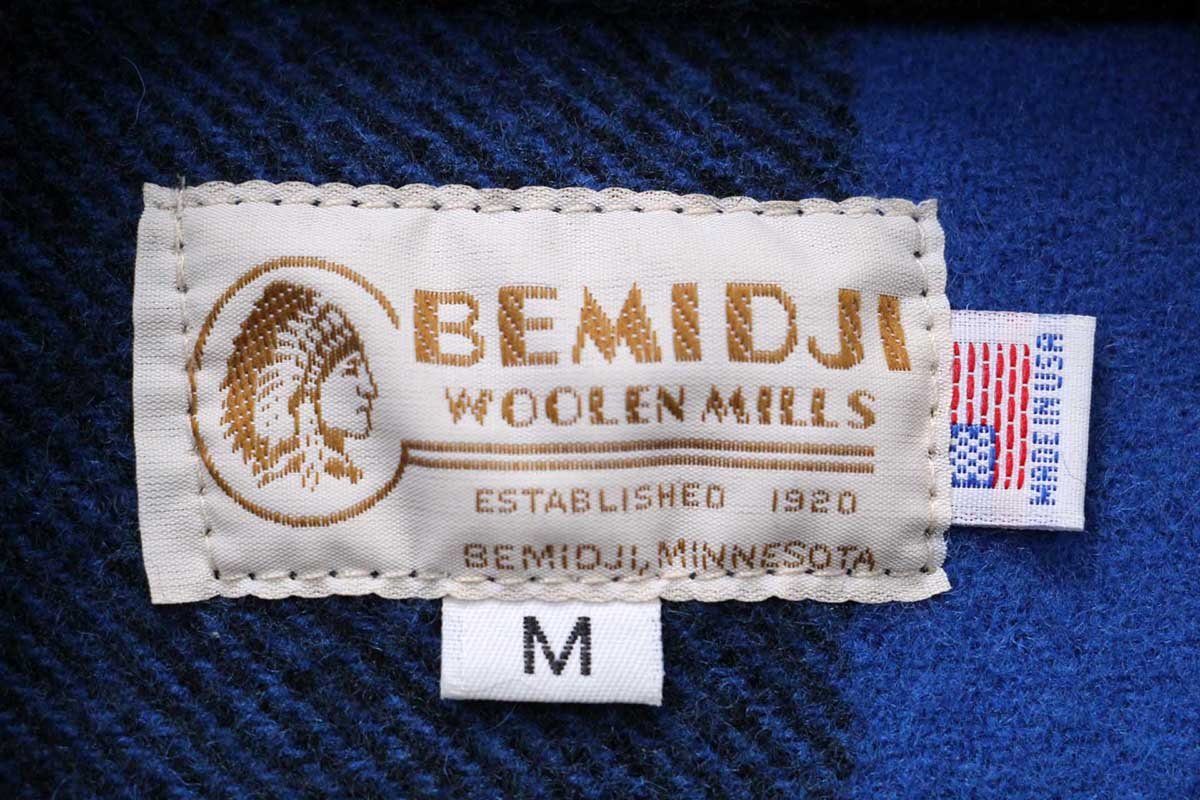 BEMIDJI
WOOLEN MILLS
ESTABLISHED 1920
BEMIDJI, MINNESOTA
MADE IN USA
M